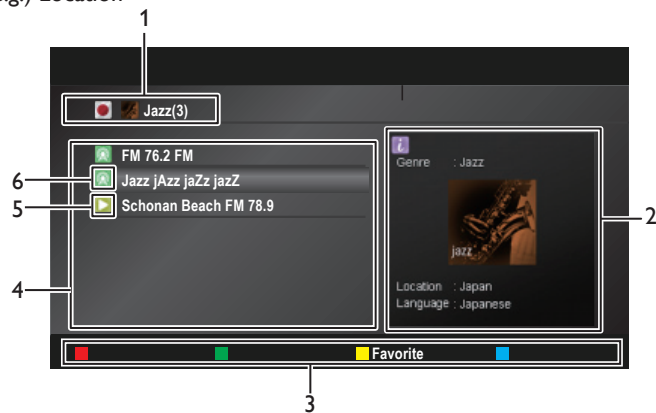 Location
1
Jazz(3)
FM 76.2 FM
Jazz jAzz jaZz jazZ
Schonan Beach FM 78.9
i
Genre : Jazz
jazz
Location : Japan
Language : Japanese
6
5
4
2
Favorite
3